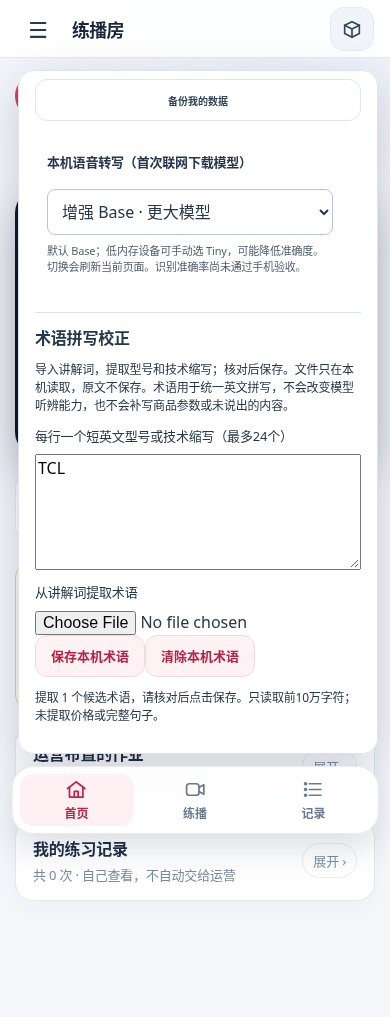 ☰ 练播房
备份我的数据
本机语音转写（首次联网下载模型）
增强 Base · 更大模型
默认 Base；低内存设备可手动选 Tiny，可能降低准确度。
切换会刷新当前页面。识别准确率尚未通过手机验收。
术语拼写校正
导入讲解词，提取型号和技术缩写；核对后保存。文件只在本
机读取，原文不保存。术语用于统一英文拼写，不会改变模型
听辨能力，也不会补写商品参数或未说出的内容。
每行一个短英文型号或技术缩写（最多24个）
TCL
从讲解词提取术语
Choose File No file chosen
保存本机术语 清除本机术语
提取 1 个候选术语，请核对后点击保存。只读取前10万字符；
未提取价格或完整句子。
运营布置的作业
展开
首页 练播 记录
我的练习记录
展开 ›
共 0 次 · 自己查看，不自动交给运营